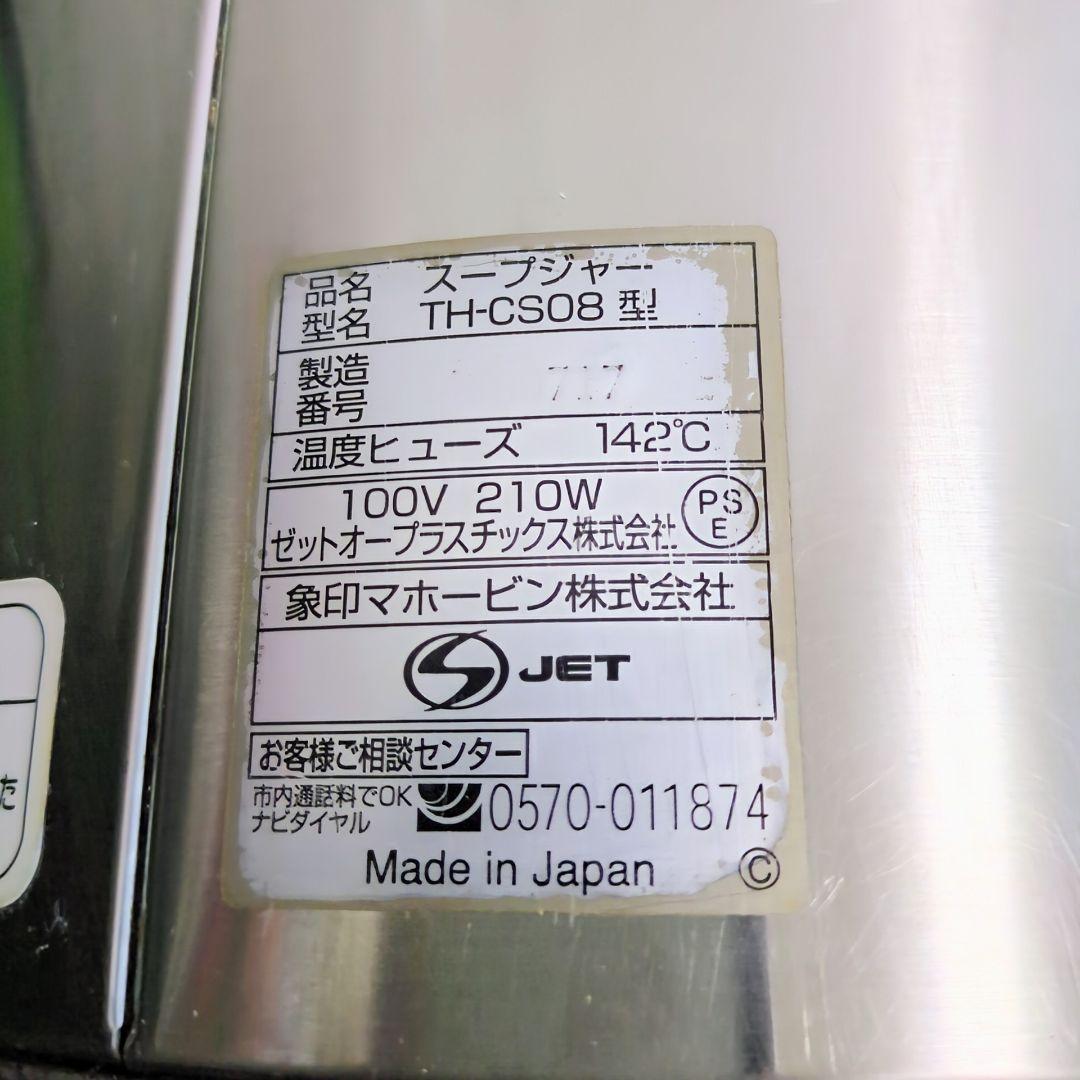 品名 スープジャー
型名 TH-CS08 型
製造
番号
温度ヒューズ 142℃
100V 210W
ゼットオープラスチックス株式会社
PS
E
象印マホービン株式会社
S JET
お客様ご相談センター
市内通話料でOK
ナビダイヤル 0570-011874
Made in Japan ©
た